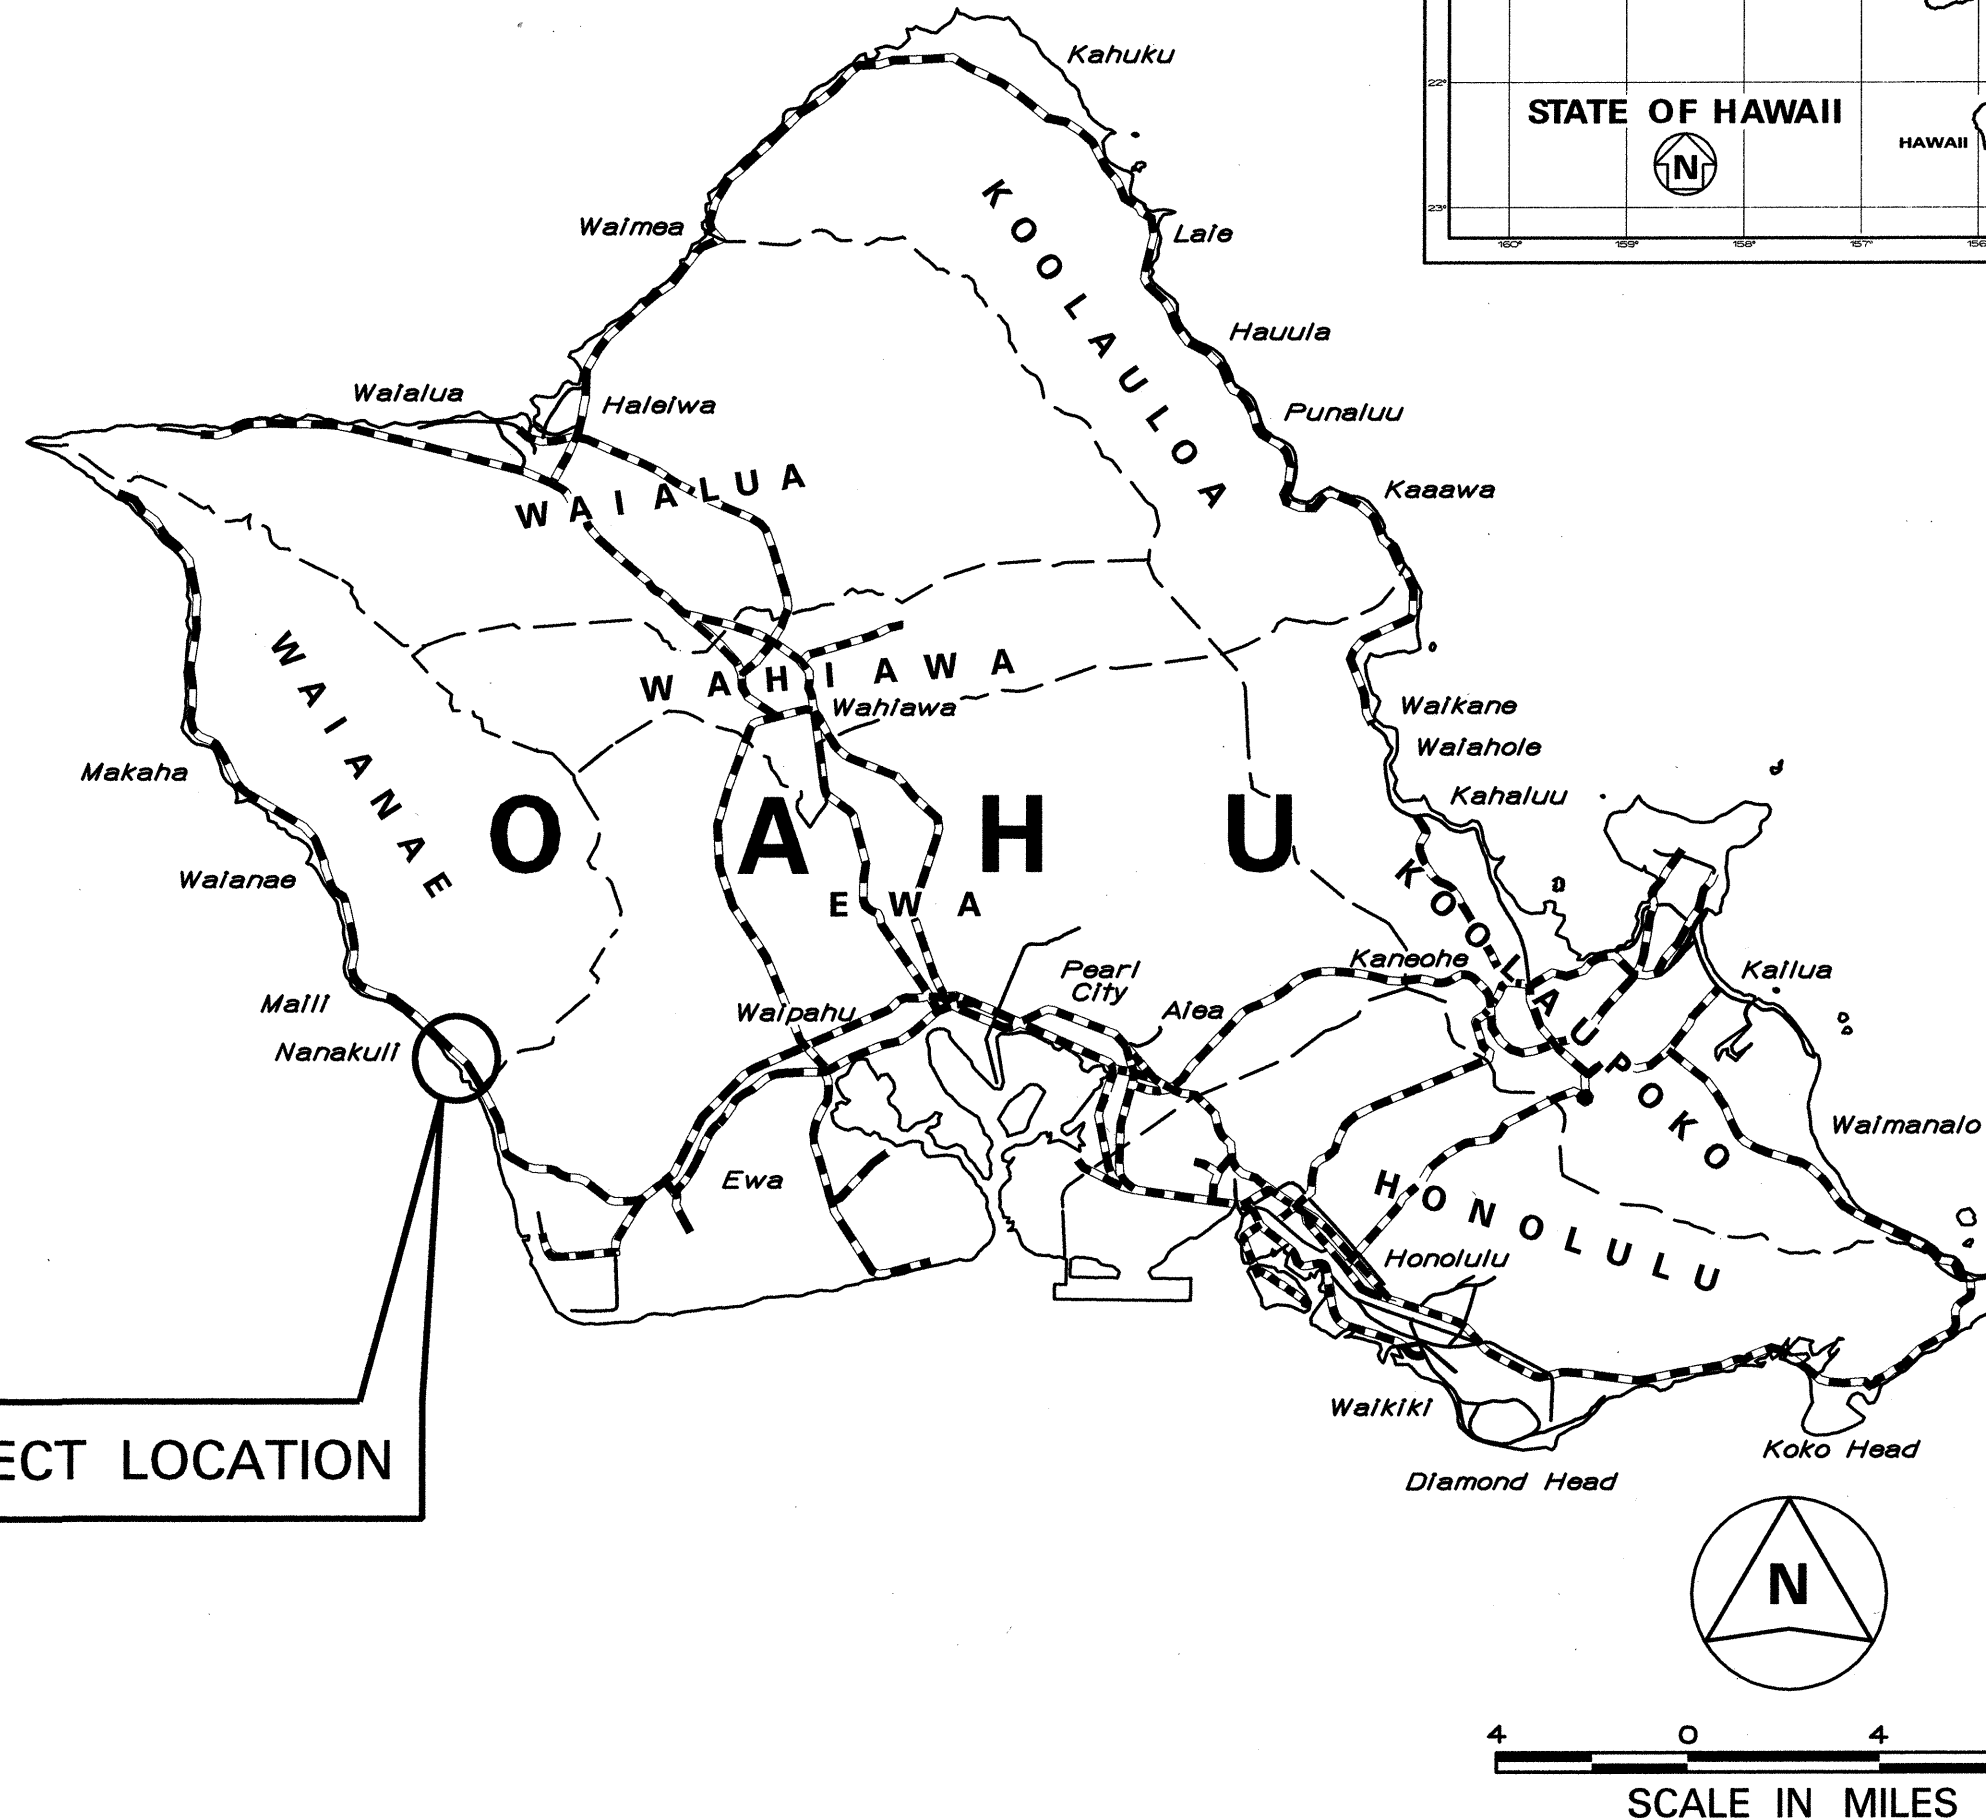 Kahuku
22°
STATE OF HAWAII
HAWAII
N
23°
160°
159°
158°
157°
156
Waimea
KOOLAULOA
Laie
Hauula
Waialua
Haleiwa
Punaluu
WAIALUA
Kaaawa
WAIANAE
WAHIAWA
Wahiawa
Waikane
Waiahole
Makaha
Kahaluu
OAHU
Waianae
EWA
KOOLAUPOKO
Kaneohe
Pearl
City
Kailua
Maili
Waipahu
Aiea
Nanakuli
Waimanalo
Ewa
HONOLULU
Honolulu
Waikiki
Koko Head
ECT LOCATION
Diamond Head
N
4 0 4
SCALE IN MILES